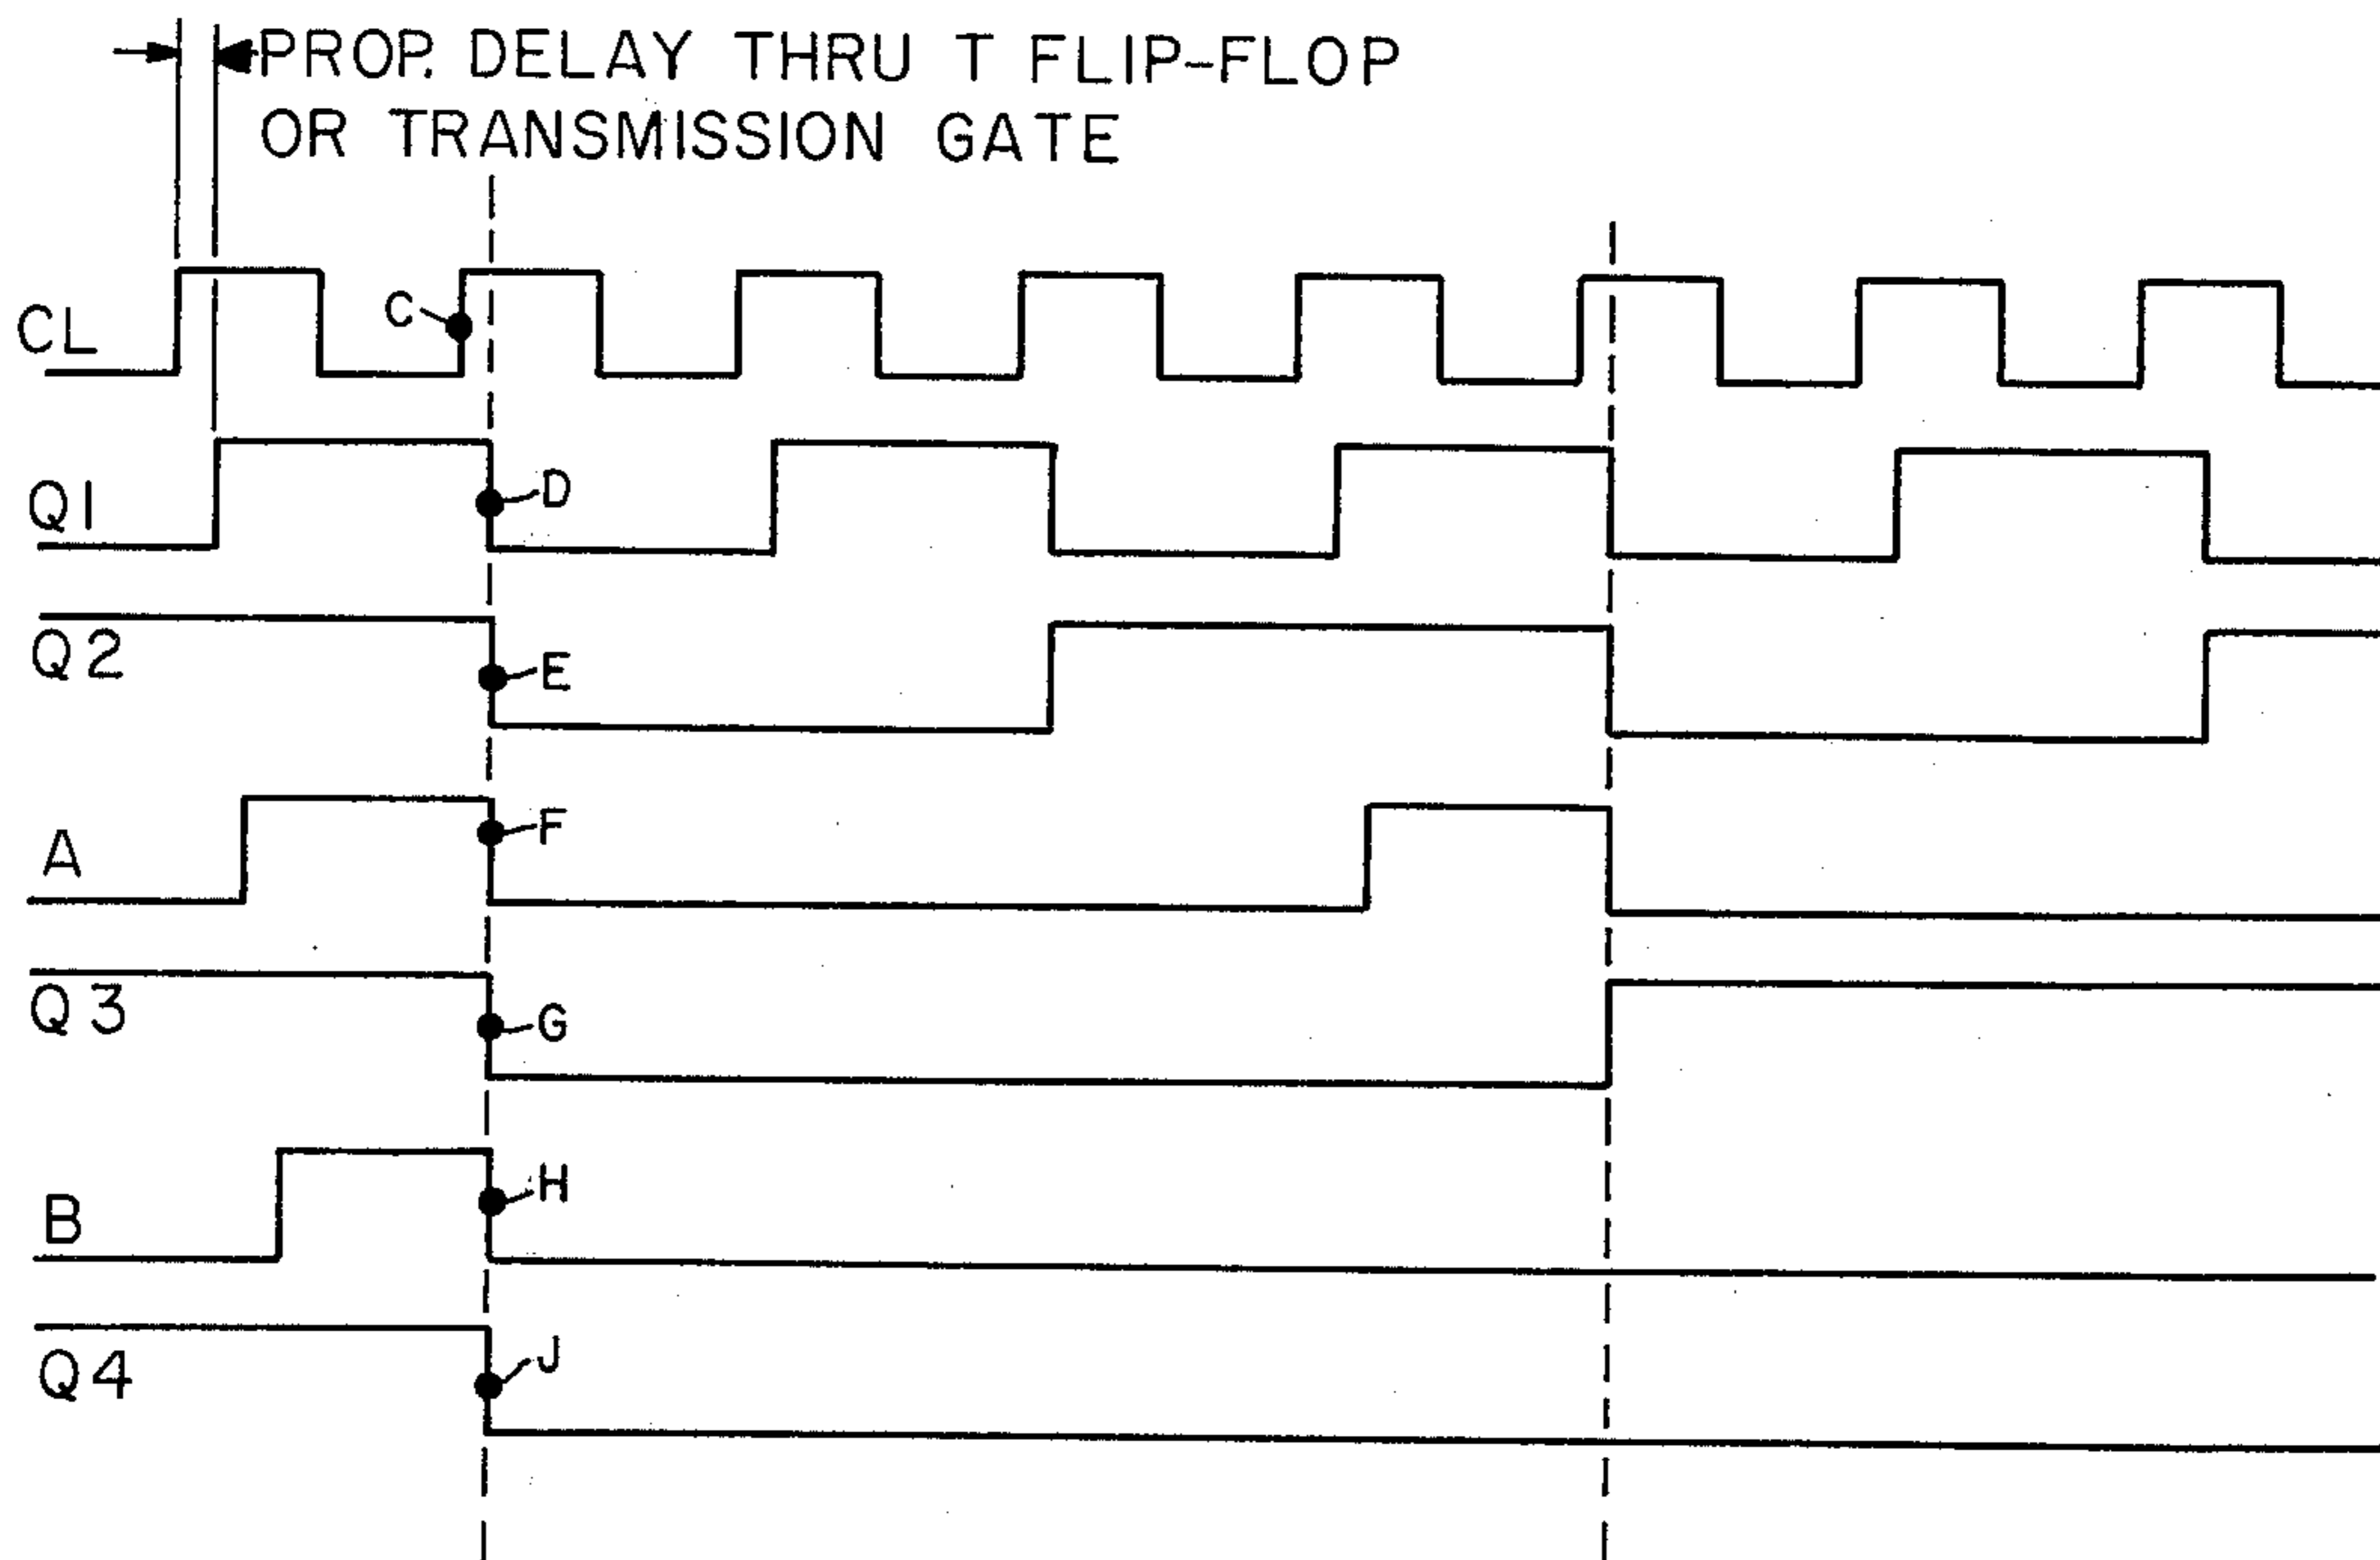 PROP. DELAY THRU T FLIP-FLOP
OR TRANSMISSION GATE
CL
C
Q1
D
Q2
E
A
F
Q3
G
B
H
Q4
J